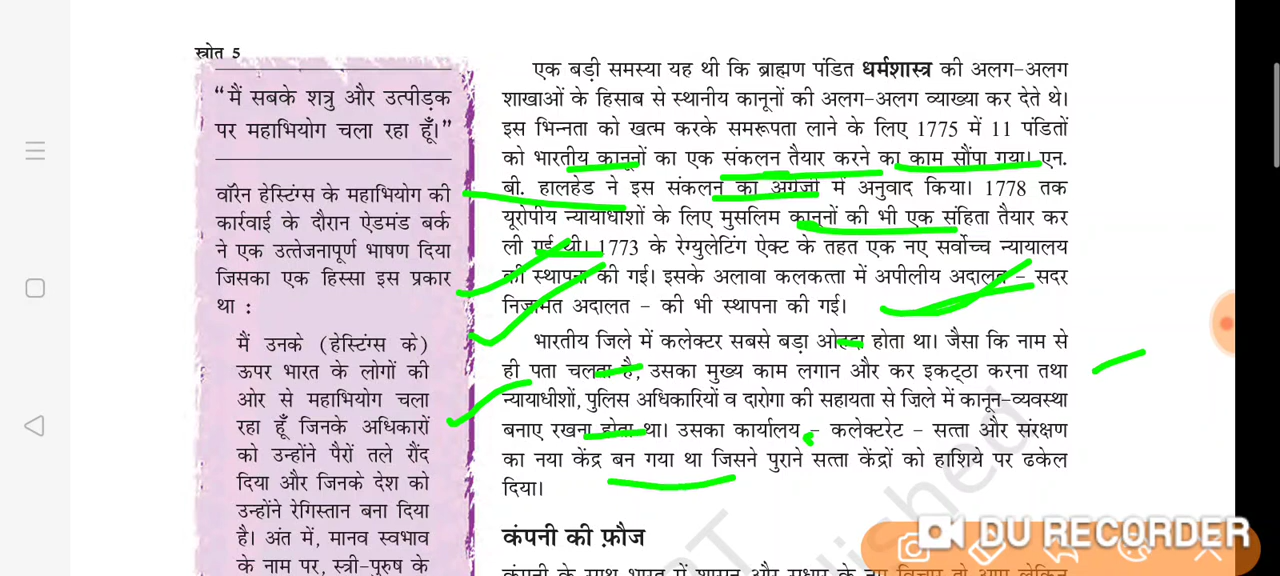 स्रोत 5
"मैं सबके शत्रु और उत्पीड़क
पर महाभियोग चला रहा हूँ।"
वॉरेन हेस्टिंग्स के महाभियोग की
कार्रवाई के दौरान ऐडमंड बर्क
ने एक उत्तेजनापूर्ण भाषण दिया
जिसका एक हिस्सा इस प्रकार
था :
मैं उनके (हेस्टिंग्स के)
ऊपर भारत के लोगों की
ओर से महाभियोग चला
रहा हूँ जिनके अधिकारों
को उन्होंने पैरों तले रौंद
दिया और जिनके देश को
उन्होंने रेगिस्तान बना दिया
है। अंत में, मानव स्वभाव
के नाम पर, स्त्री-पुरुष के
एक बड़ी समस्या यह थी कि ब्राह्मण पंडित धर्मशास्त्र की अलग-अलग
शाखाओं के हिसाब से स्थानीय कानूनों की अलग-अलग व्याख्या कर देते थे।
इस भिन्नता को खत्म करके समरूपता लाने के लिए 1775 में 11 पंडितों
को भारतीय कानूनों का एक संकलन तैयार करने का काम सौंपा गया। एन.
बी. हालहेड ने इस संकलन का अंग्रेजी में अनुवाद किया। 1778 तक
यूरोपीय न्यायाधीशों के लिए मुसलिम कानूनों की भी एक संहिता तैयार कर
ली गई थी। 1773 के रेग्युलेटिंग ऐक्ट के तहत एक नए सर्वोच्च न्यायालय
की स्थापना की गई। इसके अलावा कलकत्ता में अपीलीय अदालत - सदर
निजामत अदालत - की भी स्थापना की गई।
भारतीय जिले में कलेक्टर सबसे बड़ा ओहदा होता था। जैसा कि नाम से
ही पता चलता है, उसका मुख्य काम लगान और कर इकट्ठा करना तथा
न्यायाधीशों, पुलिस अधिकारियों व दारोगा की सहायता से जिले में कानून-व्यवस्था
बनाए रखना होता था। उसका कार्यालय - कलेक्टरेट - सत्ता और संरक्षण
का नया केंद्र बन गया था जिसने पुराने सत्ता केंद्रों को हाशिये पर ढकेल
दिया।
कंपनी की फ़ौज
कंपनी के साथ भारत में शासन और सुधार के नए विचार तो आए लेकिन
DU RECORDER